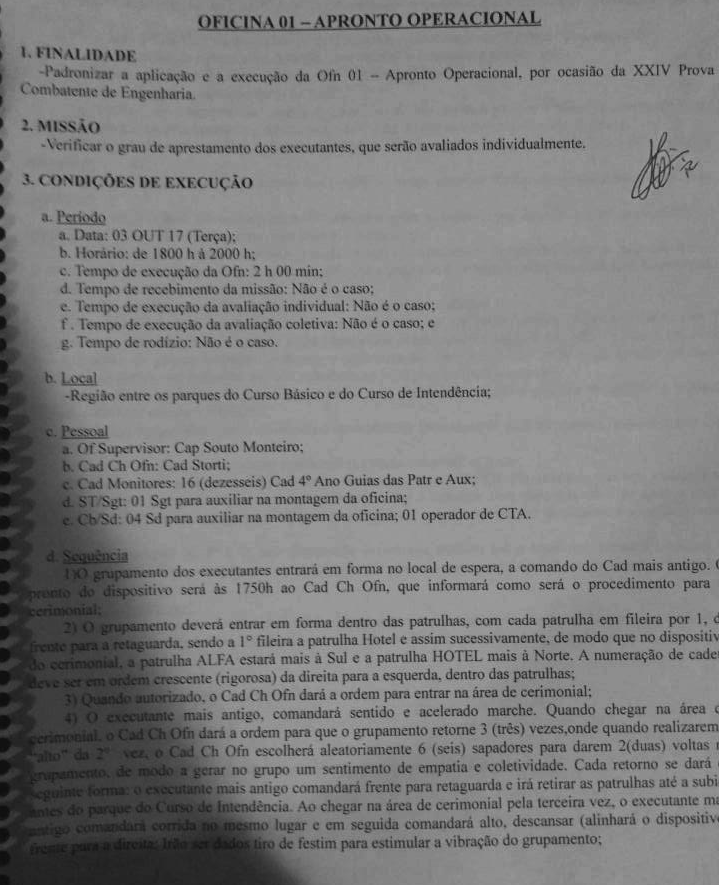 OFICINA 01 – APRONTO OPERACIONAL
1. FINALIDADE
-Padronizar a aplicação e a execução da Ofn 01 – Apronto Operacional, por ocasião da XXIV Prova
Combatente de Engenharia.
2. MISSÃO
-Verificar o grau de aprestamento dos executantes, que serão avaliados individualmente.
3. CONDIÇÕES DE EXECUÇÃO
a. Período
a. Data: 03 OUT 17 (Terça);
b. Horário: de 1800 h á 2000 h;
c. Tempo de execução da Ofn: 2 h 00 min;
d. Tempo de recebimento da missão: Não é o caso;
e. Tempo de execução da avaliação individual: Não é o caso;
f . Tempo de execução da avaliação coletiva: Não é o caso; e
g. Tempo de rodízio: Não é o caso.
b. Local
-Região entre os parques do Curso Básico e do Curso de Intendência;
c. Pessoal
a. Of Supervisor: Cap Souto Monteiro;
b. Cad Ch Ofn: Cad Storti;
c. Cad Monitores: 16 (dezesseis) Cad 4º Ano Guias das Patr e Aux;
d. ST/Sgt: 01 Sgt para auxiliar na montagem da oficina;
e. Cb/Sd: 04 Sd para auxiliar na montagem da oficina; 01 operador de CTA.
d. Sequência
1)O grupamento dos executantes entrará em forma no local de espera, a comando do Cad mais antigo.
pronto do dispositivo será às 1750h ao Cad Ch Ofn, que informará como será o procedimento para
cerimonial;
2) O grupamento deverá entrar em forma dentro das patrulhas, com cada patrulha em fileira por 1,
frente para a retaguarda, sendo a 1° fileira a patrulha Hotel e assim sucessivamente, de modo que no dispositiv
do cerimonial, a patrulha ALFA estará mais à Sul e a patrulha HOTEL mais à Norte. A numeração de cade
deve ser em ordem crescente (rigorosa) da direita para a esquerda, dentro das patrulhas;
3) Quando autorizado, o Cad Ch Ofn dará a ordem para entrar na área de cerimonial;
4) O executante mais antigo, comandará sentido e acelerado marche. Quando chegar na área
cerimonial, o Cad Ch Ofn dará a ordem para que o grupamento retorne 3 (três) vezes,onde quando realizarem
"alto" da 2° vez, o Cad Ch Ofn escolherá aleatoriamente 6 (seis) sapadores para darem 2(duas) voltas
grupamento, de modo a gerar no grupo um sentimento de empatia e coletividade. Cada retorno se dará
seguinte forma: o executante mais antigo comandará frente para retaguarda e irá retirar as patrulhas até a subi
antes do parque do Curso de Intendência. Ao chegar na área de cerimonial pela terceira vez, o executante ma
antigo comandará corrida no mesmo lugar e em seguida comandará alto, descansar (alinhará o dispositiv
frente para a direita; Irão ser dados tiro de festim para estimular a vibração do grupamento;